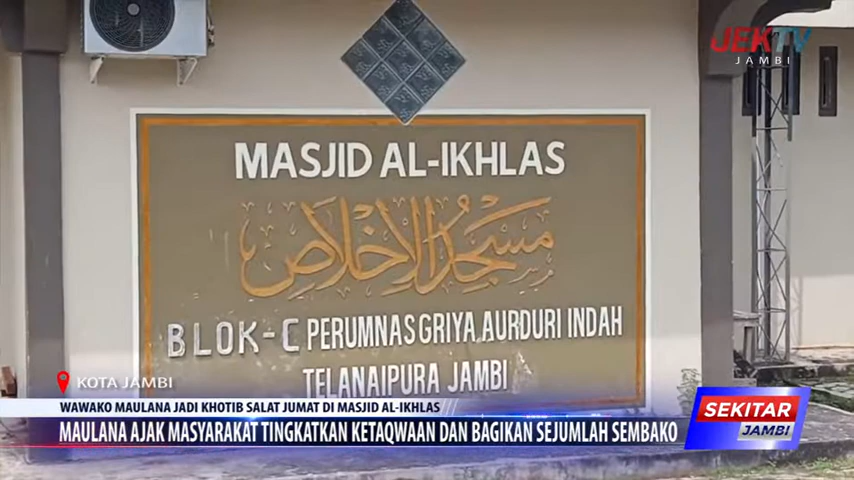 JEKTV
JAMBI
MASJID AL-IKHLAS
مسجد الإخلاص
BLOK-C PERUMNAS GRIYA AURDURI INDAH
TELANAIPURA JAMBI
KOTA JAMBI
WAWAKO MAULANA JADI KHOTIB SALAT JUMAT DI MASJID AL-IKHLAS
MAULANA AJAK MASYARAKAT TINGKATKAN KETAQWAAN DAN BAGIKAN SEJUMLAH SEMBAKO
SEKITAR
JAMBI